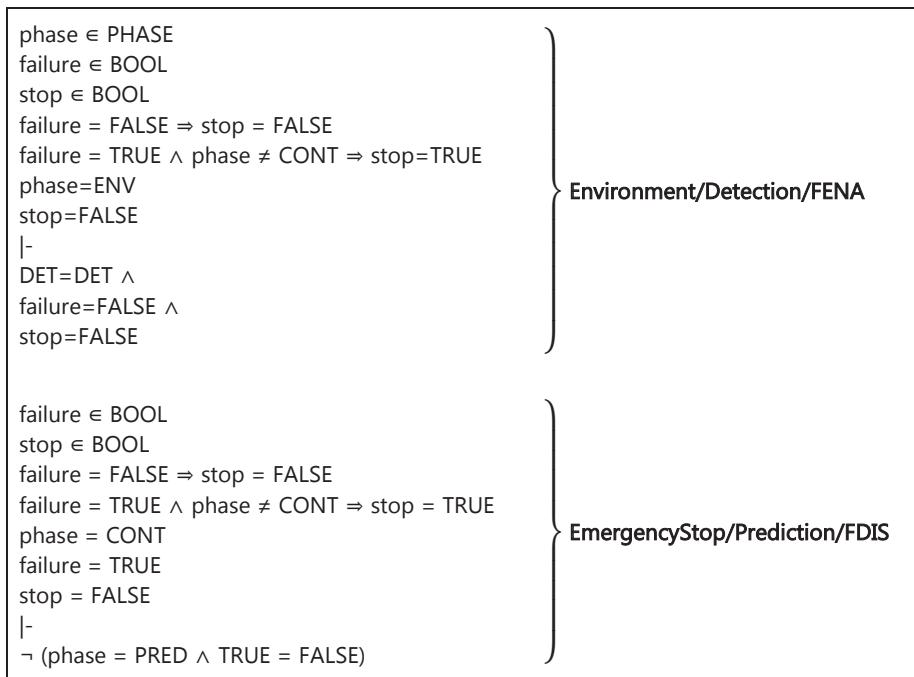 phase ∈ PHASE
failure ∈ BOOL
stop ∈ BOOL
failure = FALSE ⇒ stop = FALSE
failure = TRUE ∧ phase ≠ CONT ⇒ stop=TRUE
phase=ENV
stop=FALSE
|-
DET=DET ∧
failure=FALSE ∧
stop=FALSE
Environment/Detection/FENA
failure ∈ BOOL
stop ∈ BOOL
failure = FALSE ⇒ stop = FALSE
failure = TRUE ∧ phase ≠ CONT ⇒ stop = TRUE
phase = CONT
failure = TRUE
stop = FALSE
|-
¬ (phase = PRED ∧ TRUE = FALSE)
EmergencyStop/Prediction/FDIS